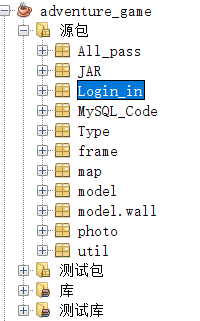 adventure_game
源包
All_pass
JAR
Login_in
MySQL_Code
Type
frame
map
model
model.wall
photo
util
测试包
库
测试库